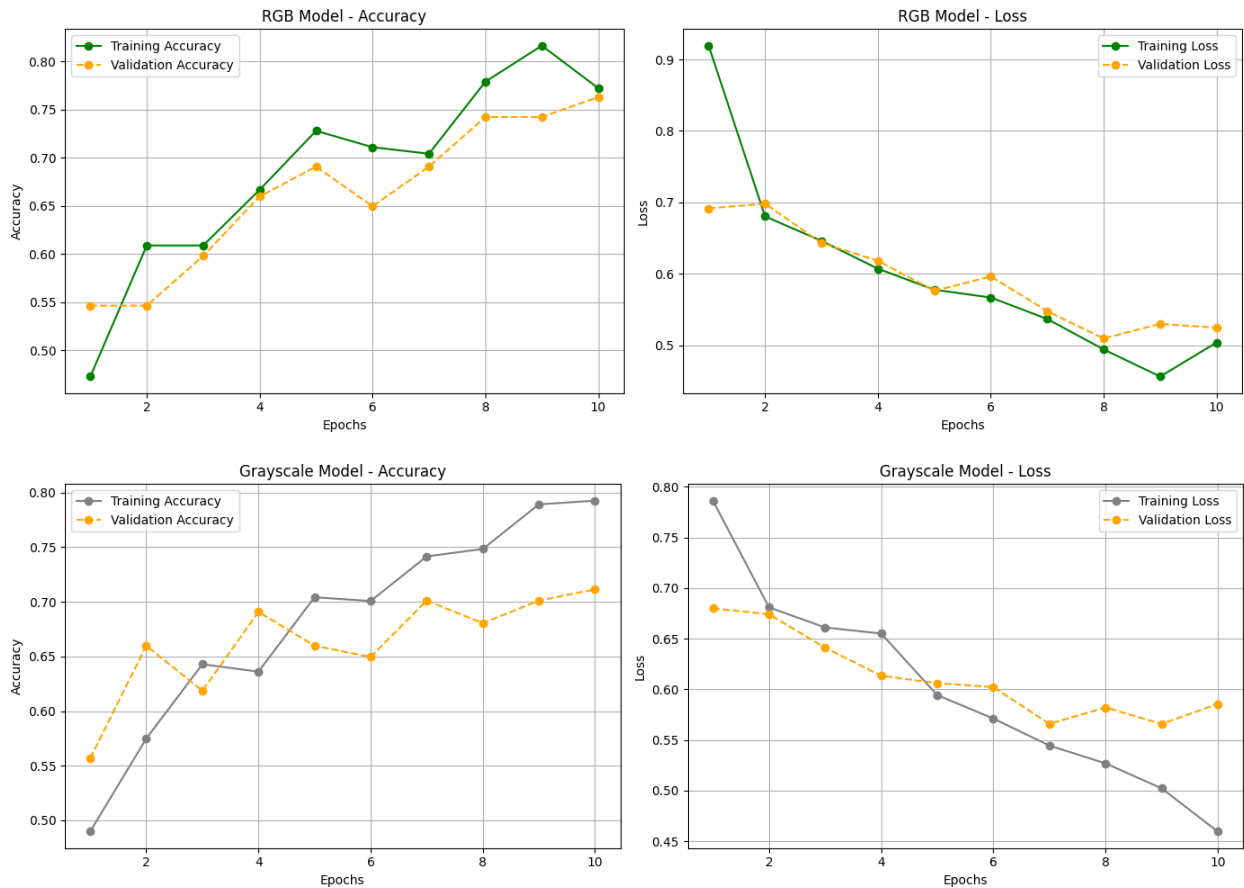 RGB Model - Accuracy
Training Accuracy
Validation Accuracy
0.80
0.75
0.70
0.65
0.60
0.55
0.50
Accuracy
2 4 6 8 10
Epochs
RGB Model - Loss
Training Loss
Validation Loss
0.9
0.8
0.7
0.6
0.5
Loss
2 4 6 8 10
Epochs
Grayscale Model - Accuracy
Training Accuracy
Validation Accuracy
0.80
0.75
0.70
0.65
0.60
0.55
0.50
Accuracy
2 4 6 8 10
Epochs
Grayscale Model - Loss
Training Loss
Validation Loss
0.80
0.75
0.70
0.65
0.60
0.55
0.50
0.45
Loss
2 4 6 8 10
Epochs